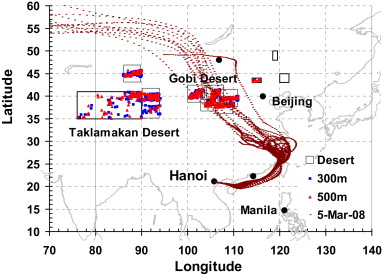 60
55
50
45
40
35
30
25
20
15
10
Latitude
Gobi Desert
Beijing
Taklamakan Desert
Hanoi
Manila
Desert
300m
500m
5-Mar-08
70 80 90 100 110 120 130 140
Longitude